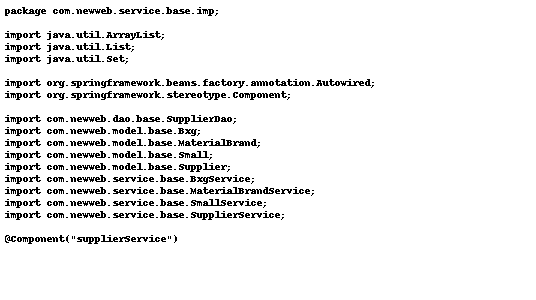 package com.newweb.service.base.imp;
import java.util.ArrayList;
import java.util.List;
import java.util.Set;
import org.springframework.beans.factory.annotation.Autowired;
import org.springframework.stereotype.Component;
import com.newweb.dao.base.SupplierDao;
import com.newweb.model.base.Bxg;
import com.newweb.model.base.MaterialBrand;
import com.newweb.model.base.Small;
import com.newweb.model.base.Supplier;
import com.newweb.service.base.BxgService;
import com.newweb.service.base.MaterialBrandService;
import com.newweb.service.base.SmallService;
import com.newweb.service.base.SupplierService;
@Component("supplierService")